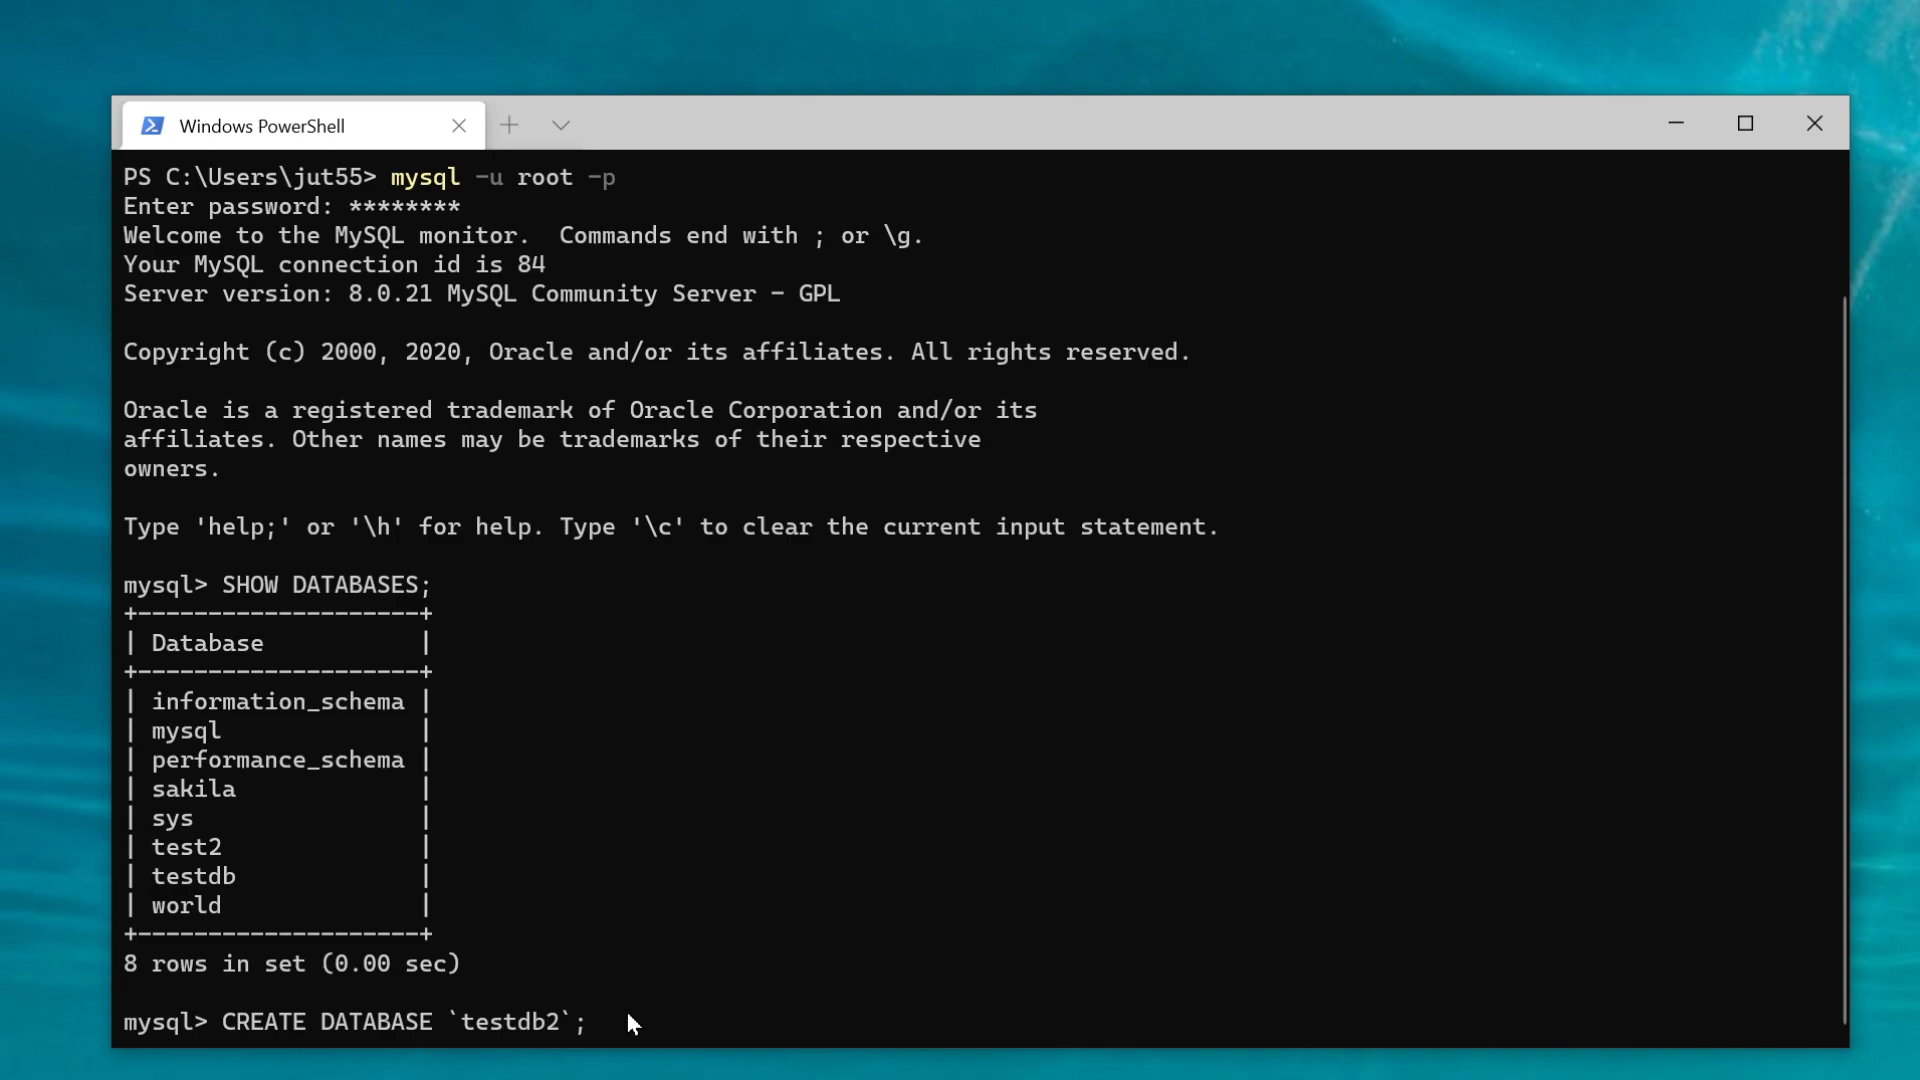 Windows PowerShell
PS C:\Users\jut55> mysql -u root -p
Enter password: ********
Welcome to the MySQL monitor.  Commands end with ; or \g.
Your MySQL connection id is 84
Server version: 8.0.21 MySQL Community Server - GPL
Copyright (c) 2000, 2020, Oracle and/or its affiliates. All rights reserved.
Oracle is a registered trademark of Oracle Corporation and/or its
affiliates. Other names may be trademarks of their respective
owners.
Type 'help;' or '\h' for help. Type '\c' to clear the current input statement.
mysql> SHOW DATABASES;
+--------------------+
| Database           |
+--------------------+
| information_schema |
| mysql              |
| performance_schema |
| sakila             |
| sys                |
| test2              |
| testdb             |
| world              |
+--------------------+
8 rows in set (0.00 sec)
mysql> CREATE DATABASE `testdb2`;